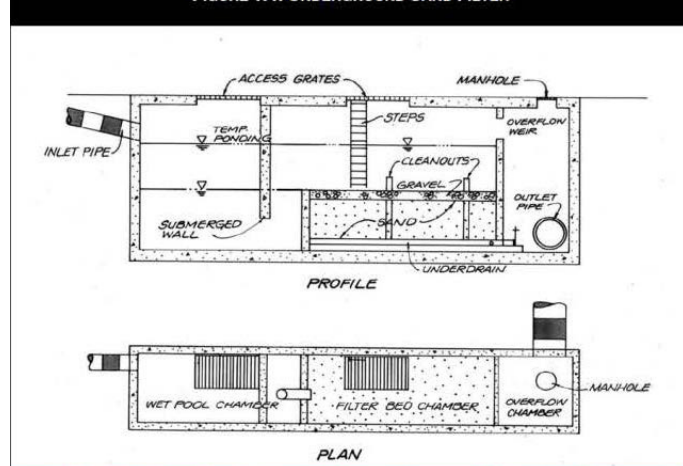 ACCESS GRATES
MANHOLE
STEPS
OVERFLOW
WEIR
TEMP.
PONDING
INLET PIPE
CLEANOUTS
GRAVEL
OUTLET
PIPE
SAND
SUBMERGED
WALL
UNDERDRAIN
PROFILE
WET POOL CHAMBER
FILTER BED CHAMBER
OVERFLOW
CHAMBER
MANHOLE
PLAN